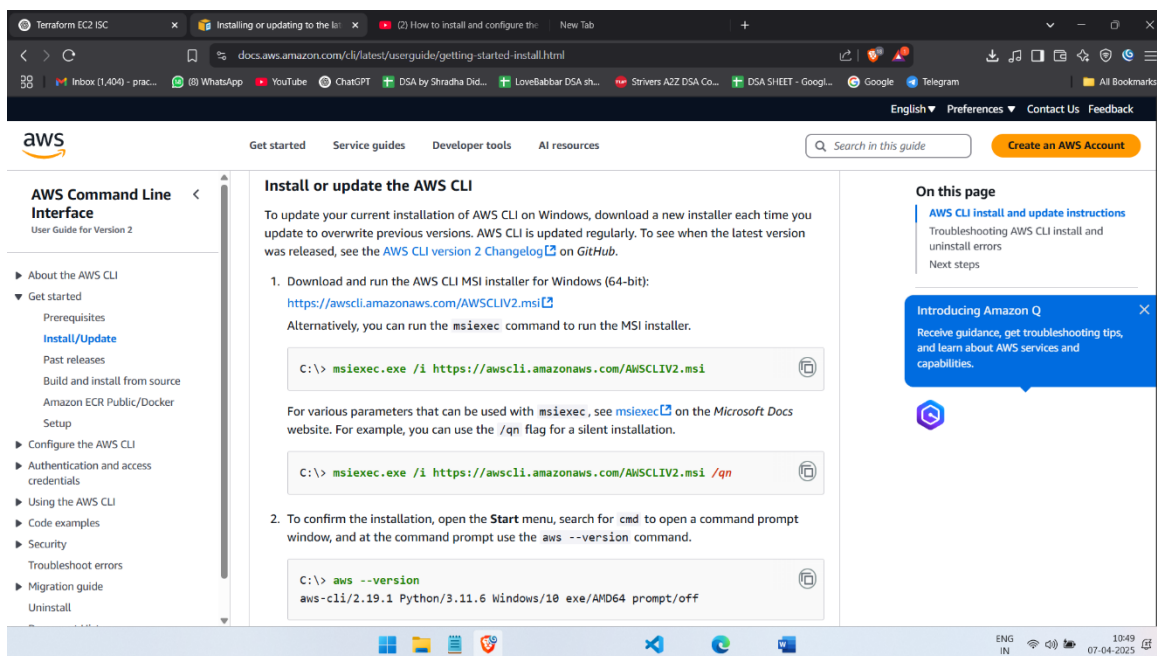 Terraform EC2 ISC
Installing or updating to the lat
(2) How to install and configure the
New Tab
docs.aws.amazon.com/cli/latest/userguide/getting-started-install.html
Inbox (1,404) - prac...
(8) WhatsApp
YouTube
ChatGPT
DSA by Shradha Did...
LoveBabbar DSA sh...
Strivers A2Z DSA Co...
DSA SHEET - Googl...
Google
Telegram
All Bookmarks
English
Preferences
Contact Us
Feedback
aws
Get started
Service guides
Developer tools
AI resources
Search in this guide
Create an AWS Account
AWS Command Line
Interface
User Guide for Version 2
About the AWS CLI
Get started
Prerequisites
Install/Update
Past releases
Build and install from source
Amazon ECR Public/Docker
Setup
Configure the AWS CLI
Authentication and access
credentials
Using the AWS CLI
Code examples
Security
Troubleshoot errors
Migration guide
Uninstall
Install or update the AWS CLI
To update your current installation of AWS CLI on Windows, download a new installer each time you
update to overwrite previous versions. AWS CLI is updated regularly. To see when the latest version
was released, see the AWS CLI version 2 Changelog on GitHub.
1. Download and run the AWS CLI MSI installer for Windows (64-bit):
https://awscli.amazonaws.com/AWSCLIV2.msi
Alternatively, you can run the msiexec command to run the MSI installer.
C:\> msiexec.exe /i https://awscli.amazonaws.com/AWSCLIV2.msi
For various parameters that can be used with msiexec, see msiexec on the Microsoft Docs
website. For example, you can use the /qn flag for a silent installation.
C:\> msiexec.exe /i https://awscli.amazonaws.com/AWSCLIV2.msi /qn
2. To confirm the installation, open the Start menu, search for cmd to open a command prompt
window, and at the command prompt use the aws --version command.
C:\> aws --version
aws-cli/2.19.1 Python/3.11.6 Windows/10 exe/AMD64 prompt/off
On this page
AWS CLI install and update instructions
Troubleshooting AWS CLI install and
uninstall errors
Next steps
Introducing Amazon Q
Receive guidance, get troubleshooting tips,
and learn about AWS services and
capabilities.
ENG
IN
10:49
07-04-2025